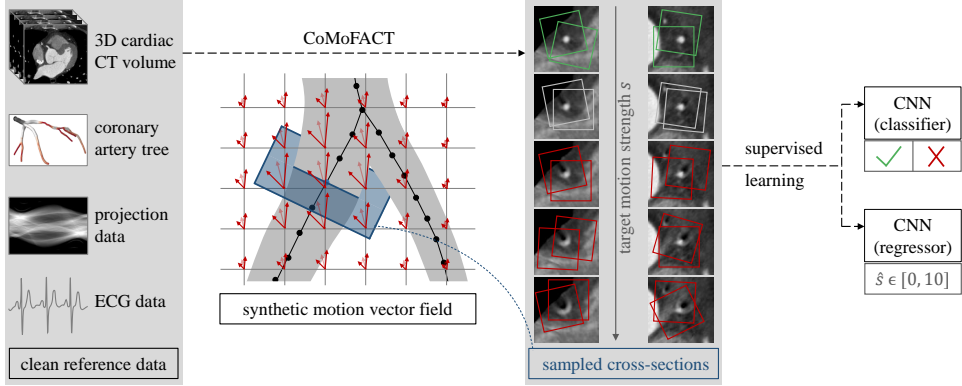 3D cardiac
CT volume
coronary
artery tree
projection
data
ECG data
clean reference data
CoMoFACT
synthetic motion vector field
target motion strength s
sampled cross-sections
supervised
learning
CNN
(classifier)
CNN
(regressor)
ŝ ϵ [0, 10]